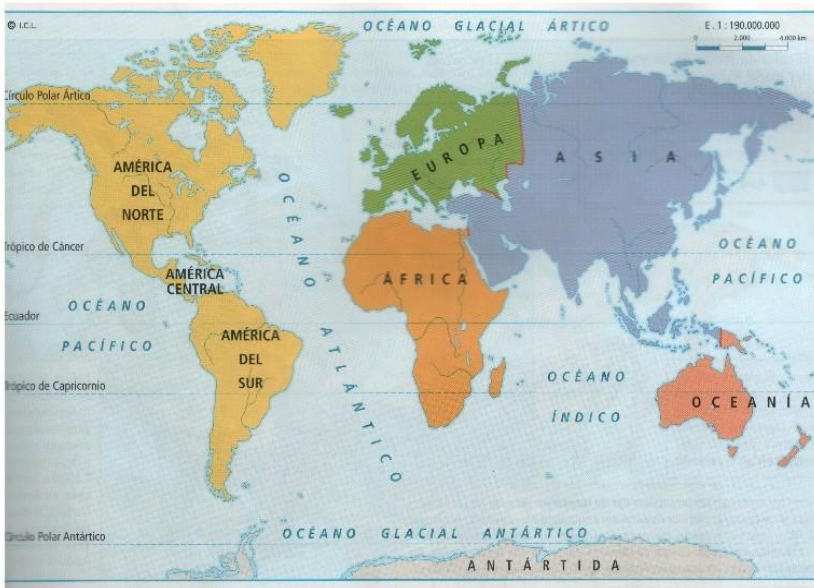 © I.C.L.
OCÉANO GLACIAL ÁRTICO
E. 1 : 190.000.000
0 2.000 4.000 km
Círculo Polar Ártico
EUROPA
ASIA
AMÉRICA
DEL
NORTE
OCÉANO ATLÁNTICO
Trópico de Cáncer
OCÉANO
PACÍFICO
AMÉRICA
CENTRAL
ÁFRICA
OCÉANO
PACÍFICO
Ecuador
AMÉRICA
DEL
SUR
Trópico de Capricornio
OCÉANO
ÍNDICO
OCEANÍA
Círculo Polar Antártico
OCÉANO GLACIAL ANTÁRTICO
ANTÁRTIDA